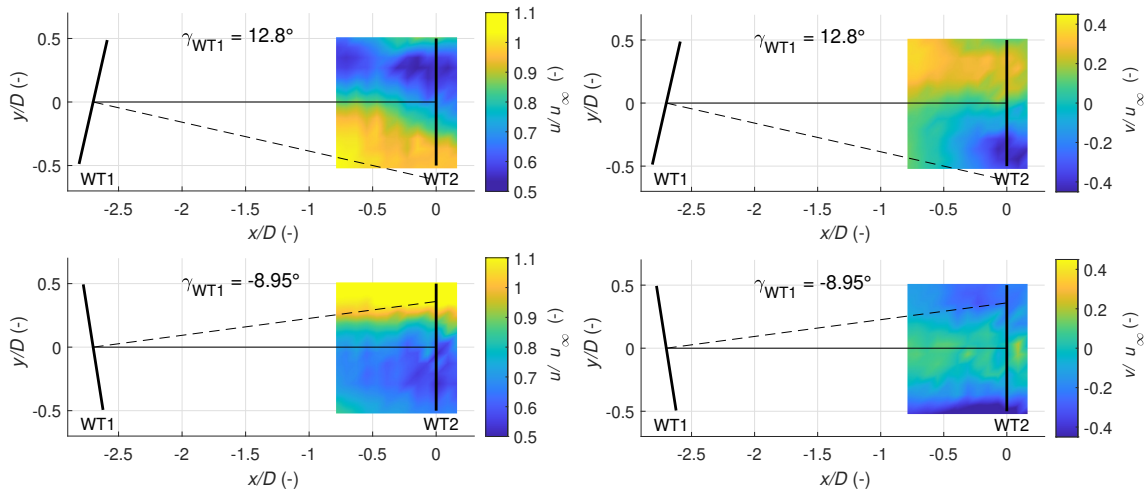 γWT1 = 12.8°
0.5
0
-0.5
y/D (-)
WT1
WT2
-2.5 -2 -1.5 -1 -0.5 0
x/D (-)
1.1
1
0.9
0.8
0.7
0.6
0.5
u/ u∞ (-)
γWT1 = 12.8°
0.5
0
-0.5
y/D (-)
WT1
WT2
-2.5 -2 -1.5 -1 -0.5 0
x/D (-)
0.4
0.2
0
-0.2
-0.4
v/ u∞ (-)
γWT1 = -8.95°
0.5
0
-0.5
y/D (-)
WT1
WT2
-2.5 -2 -1.5 -1 -0.5 0
x/D (-)
1.1
1
0.9
0.8
0.7
0.6
0.5
u/ u∞ (-)
γWT1 = -8.95°
0.5
0
-0.5
y/D (-)
WT1
WT2
-2.5 -2 -1.5 -1 -0.5 0
x/D (-)
0.4
0.2
0
-0.2
-0.4
v/ u∞ (-)